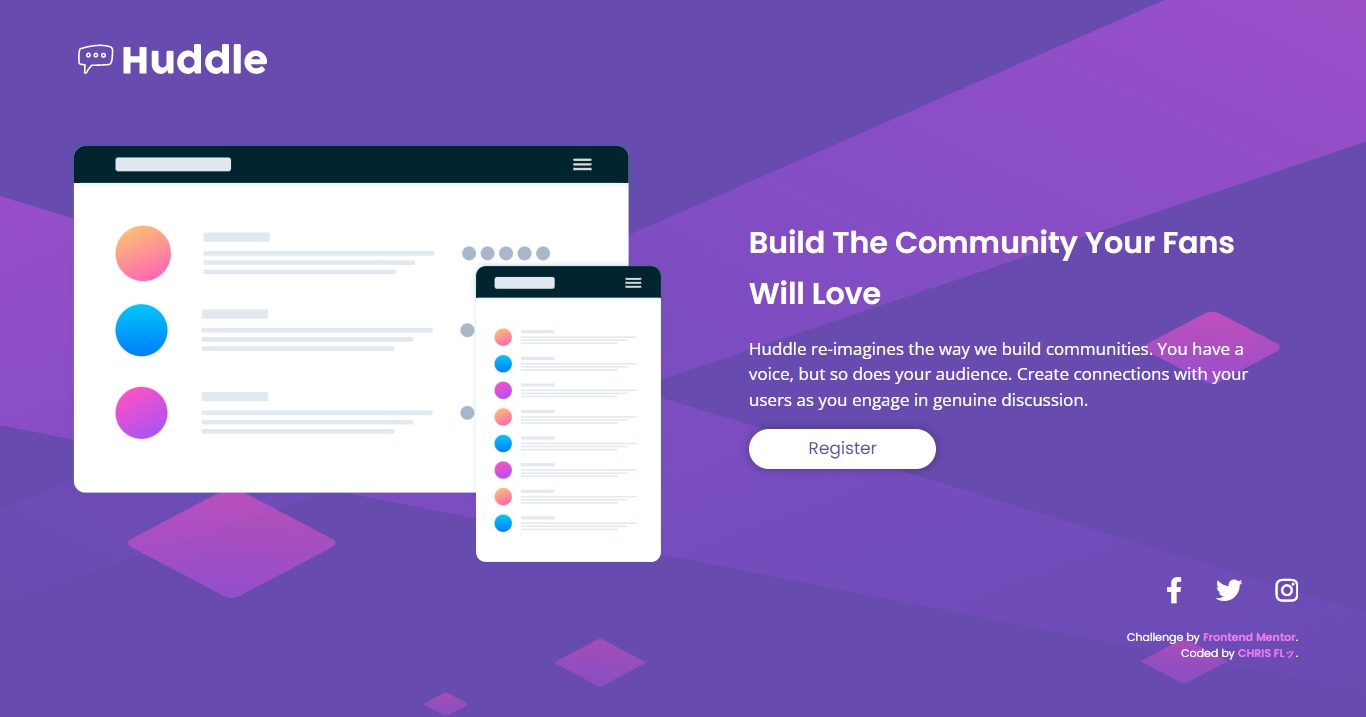 Huddle
Build The Community Your Fans
Will Love
Huddle re-imagines the way we build communities. You have a
voice, but so does your audience. Create connections with your
users as you engage in genuine discussion.
Register
Challenge by Frontend Mentor.
Coded by CHRIS FLッ.